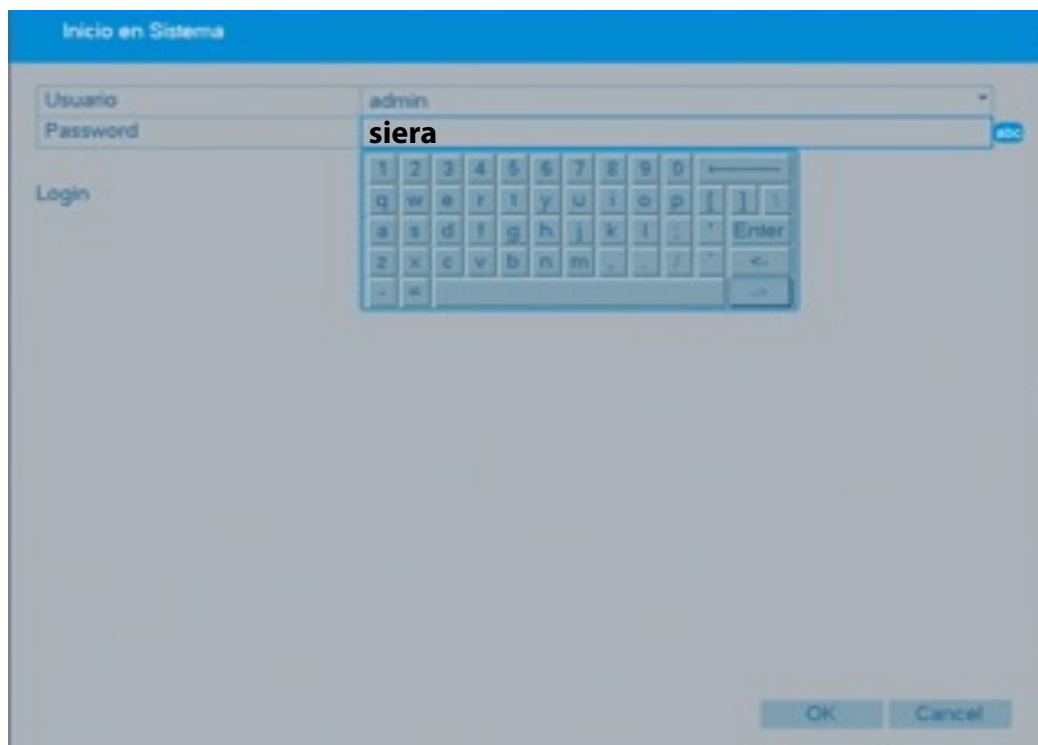 Inicio en Sistema
Usuario admin
Password siera abc
Login
1 2 3 4 5 6 7 8 9 0
q w e r t y u i o p [ ] \
a s d f g h j k l ; ' Enter
z x c v b n m , . / ` <-
- = ->
OK Cancel